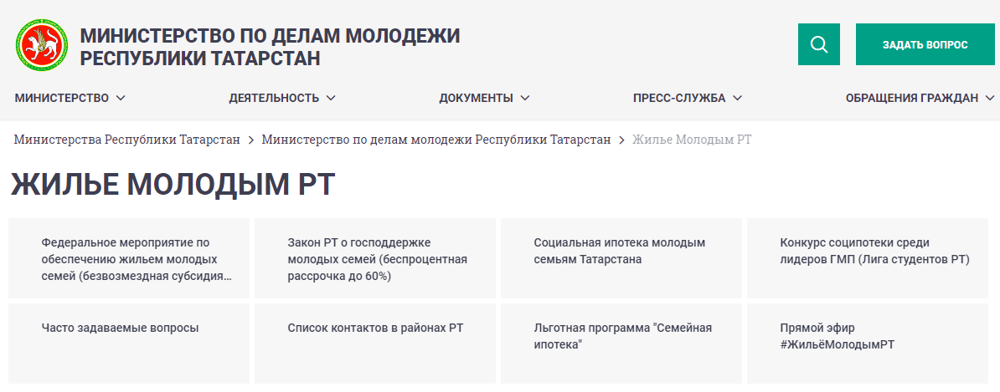 МИНИСТЕРСТВО ПО ДЕЛАМ МОЛОДЕЖИ
РЕСПУБЛИКИ ТАТАРСТАН
ЗАДАТЬ ВОПРОС
МИНИСТЕРСТВО
ДЕЯТЕЛЬНОСТЬ
ДОКУМЕНТЫ
ПРЕСС-СЛУЖБА
ОБРАЩЕНИЯ ГРАЖДАН
Министерства Республики Татарстан > Министерство по делам молодежи Республики Татарстан > Жилье Молодым РТ
ЖИЛЬЕ МОЛОДЫМ РТ
Федеральное мероприятие по
обеспечению жильем молодых
семей (безвозмездная субсидия...
Закон РТ о господдержке
молодых семей (беспроцентная
рассрочка до 60%)
Социальная ипотека молодым
семьям Татарстана
Конкурс соципотеки среди
лидеров ГМП (Лига студентов РТ)
Часто задаваемые вопросы
Список контактов в районах РТ
Льготная программа "Семейная
ипотека"
Прямой эфир
#ЖильёМолодымРТ